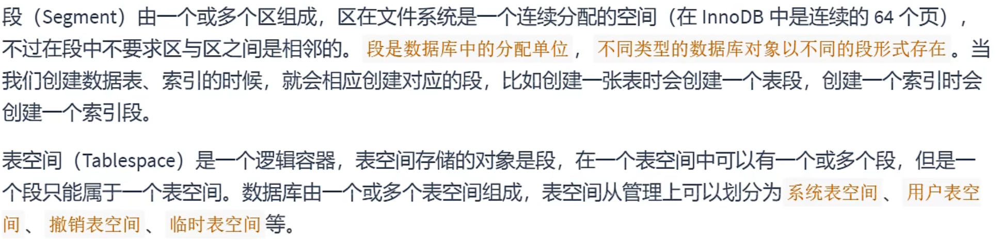 段（Segment）由一个或多个区组成，区在文件系统是一个连续分配的空间（在 InnoDB 中是连续的 64 个页），
不过在段中不要求区与区之间是相邻的。段是数据库中的分配单位，不同类型的数据库对象以不同的段形式存在。当
我们创建数据表、索引的时候，就会相应创建对应的段，比如创建一张表时会创建一个表段，创建一个索引时会
创建一个索引段。
表空间（Tablespace）是一个逻辑容器，表空间存储的对象是段，在一个表空间中可以有一个或多个段，但是一
个段只能属于一个表空间。数据库由一个或多个表空间组成，表空间从管理上可以划分为 系统表空间、用户表空
间、撤销表空间、临时表空间 等。